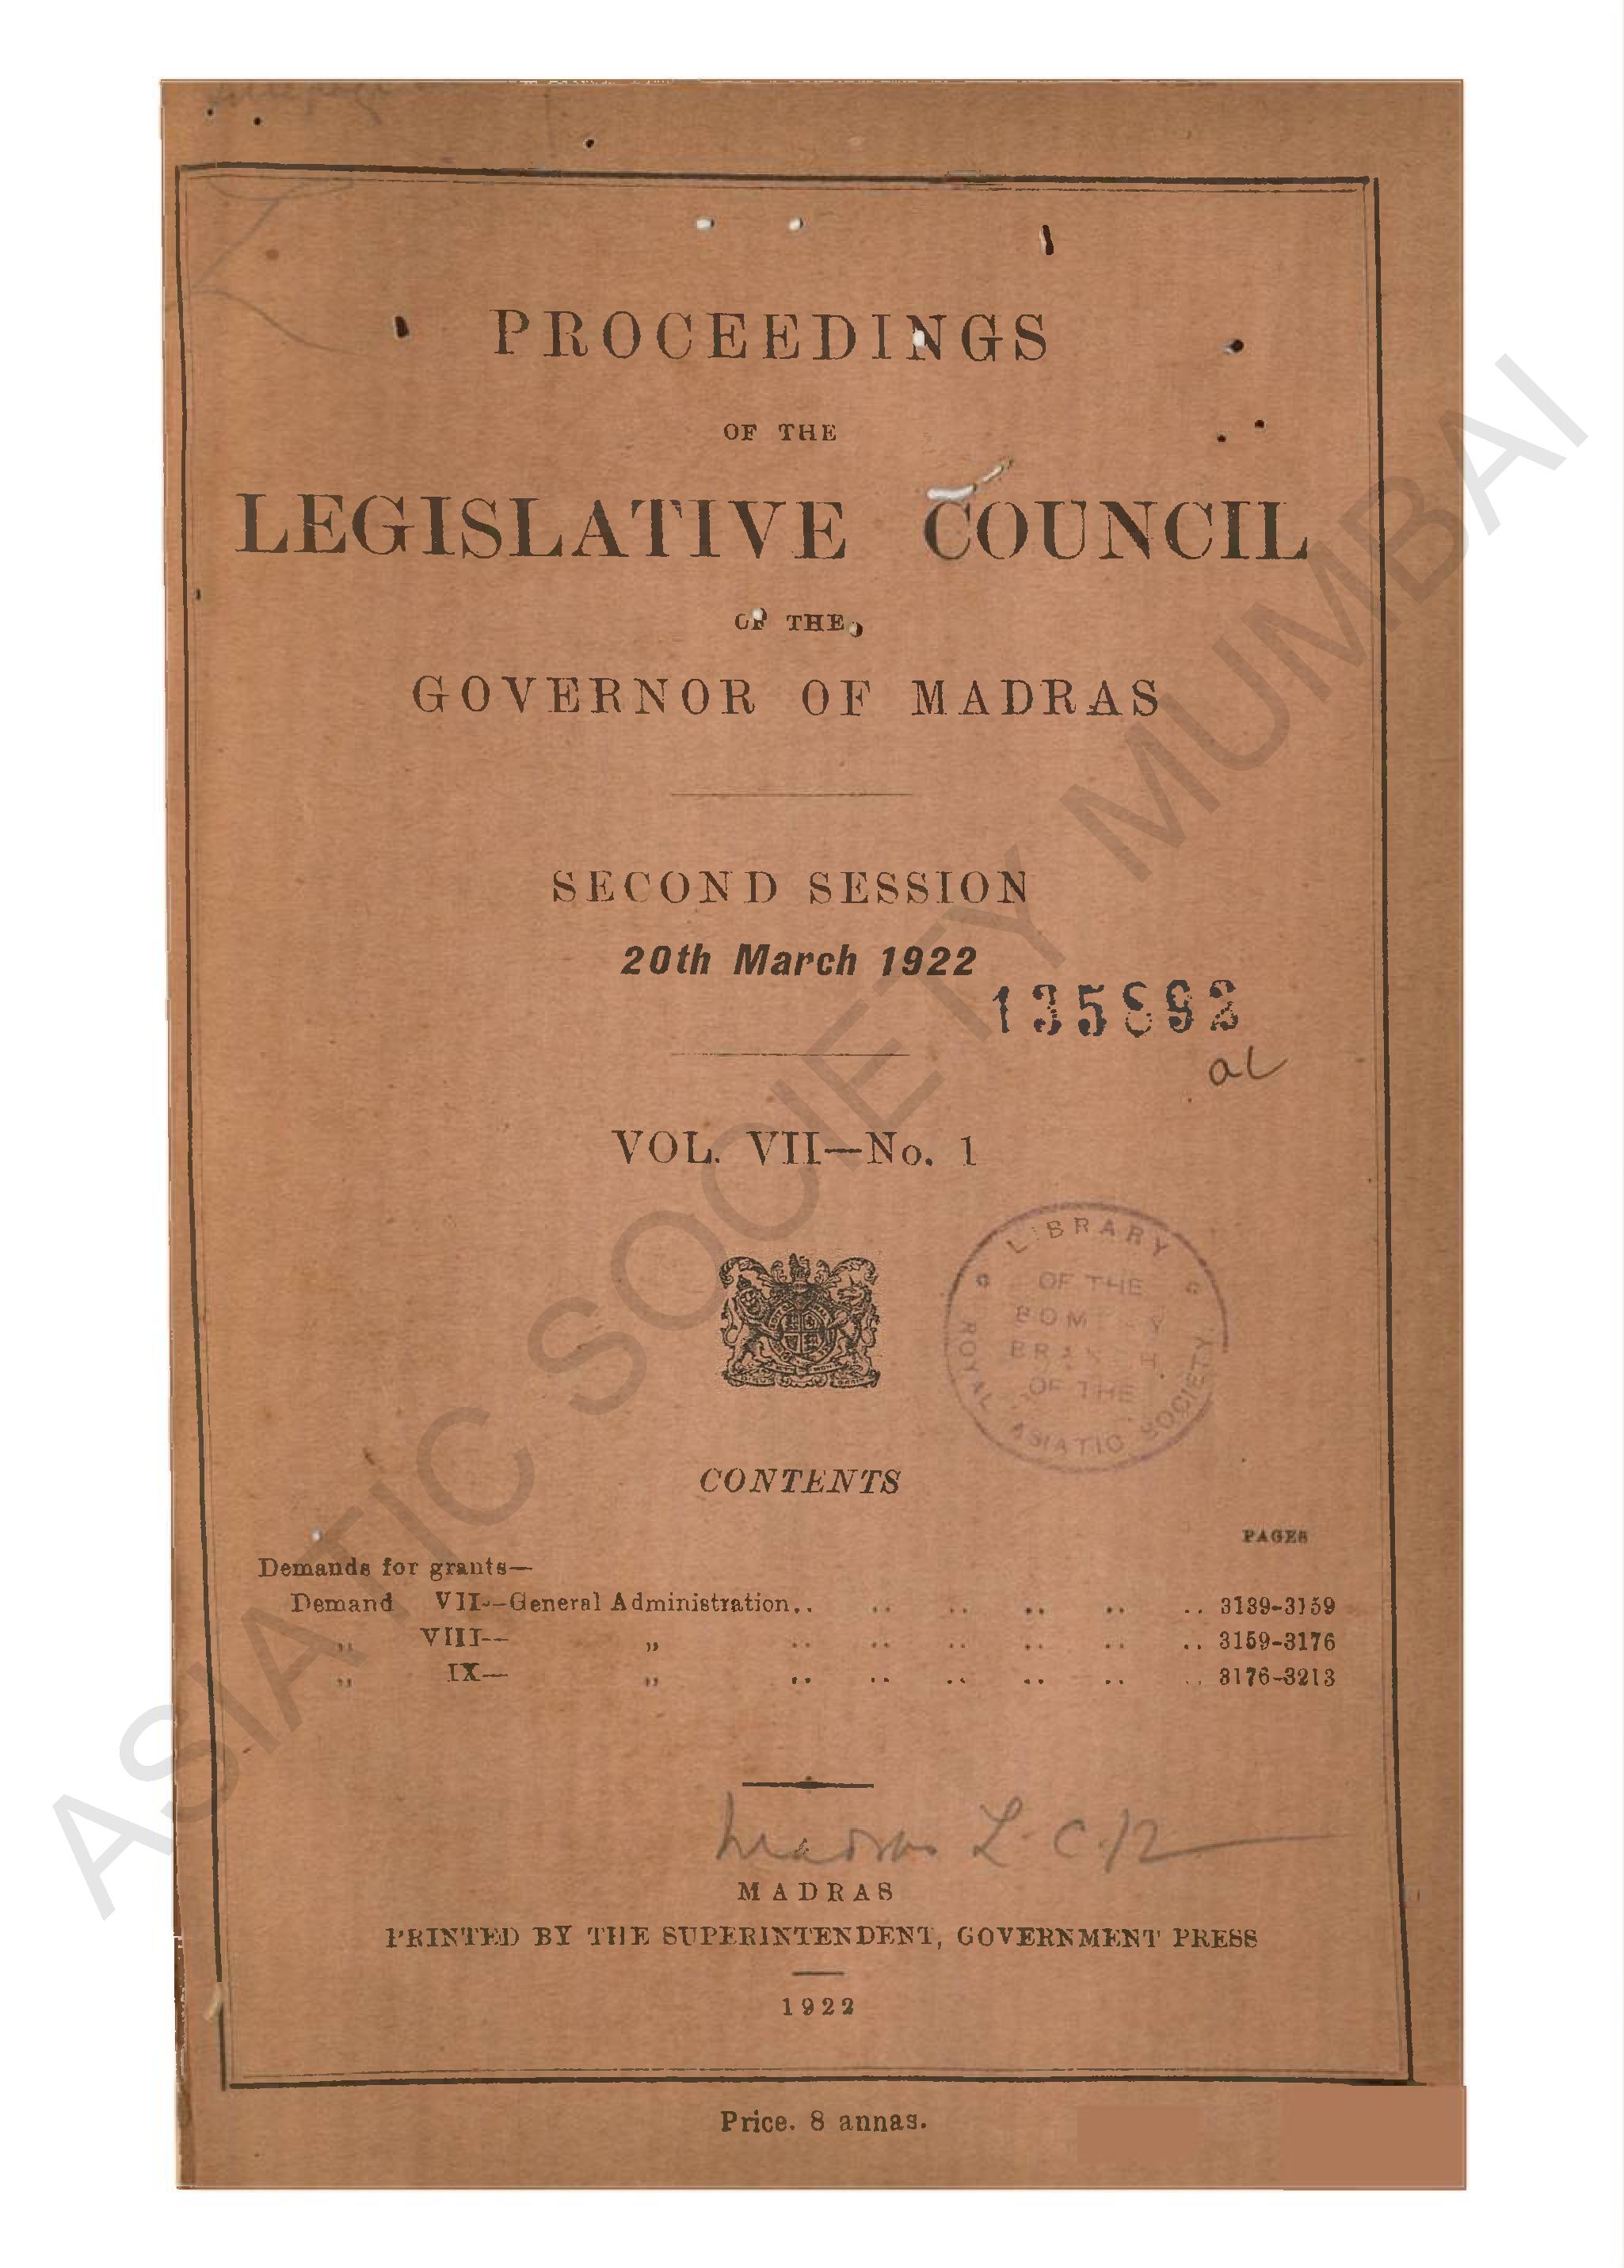 PROCEEDINGS
OF THE
LEGISLATIVE COUNCIL
OF THE
GOVERNOR OF MADRAS
SECOND SESSION
20th March 1922
135892
al
VOL. VII—No. 1
LIBRARY
OF THE
BOMBAY
BRANCH
OF THE
ROYAL ASIATIC SOCIETY
CONTENTS
PAGES
Demands for grants—
Demand VII--General Administration.. .. .. .. .. .. 3139-3159
„ VIII-- „ .. .. .. .. .. .. 3159-3176
„ IX— „ .. .. .. .. .. .. 3176-3213
Madras L.C.
MADRAS
PRINTED BY THE SUPERINTENDENT, GOVERNMENT PRESS
1922
Price. 8 annas.
ASIATIC SOCIETY MUMBAI